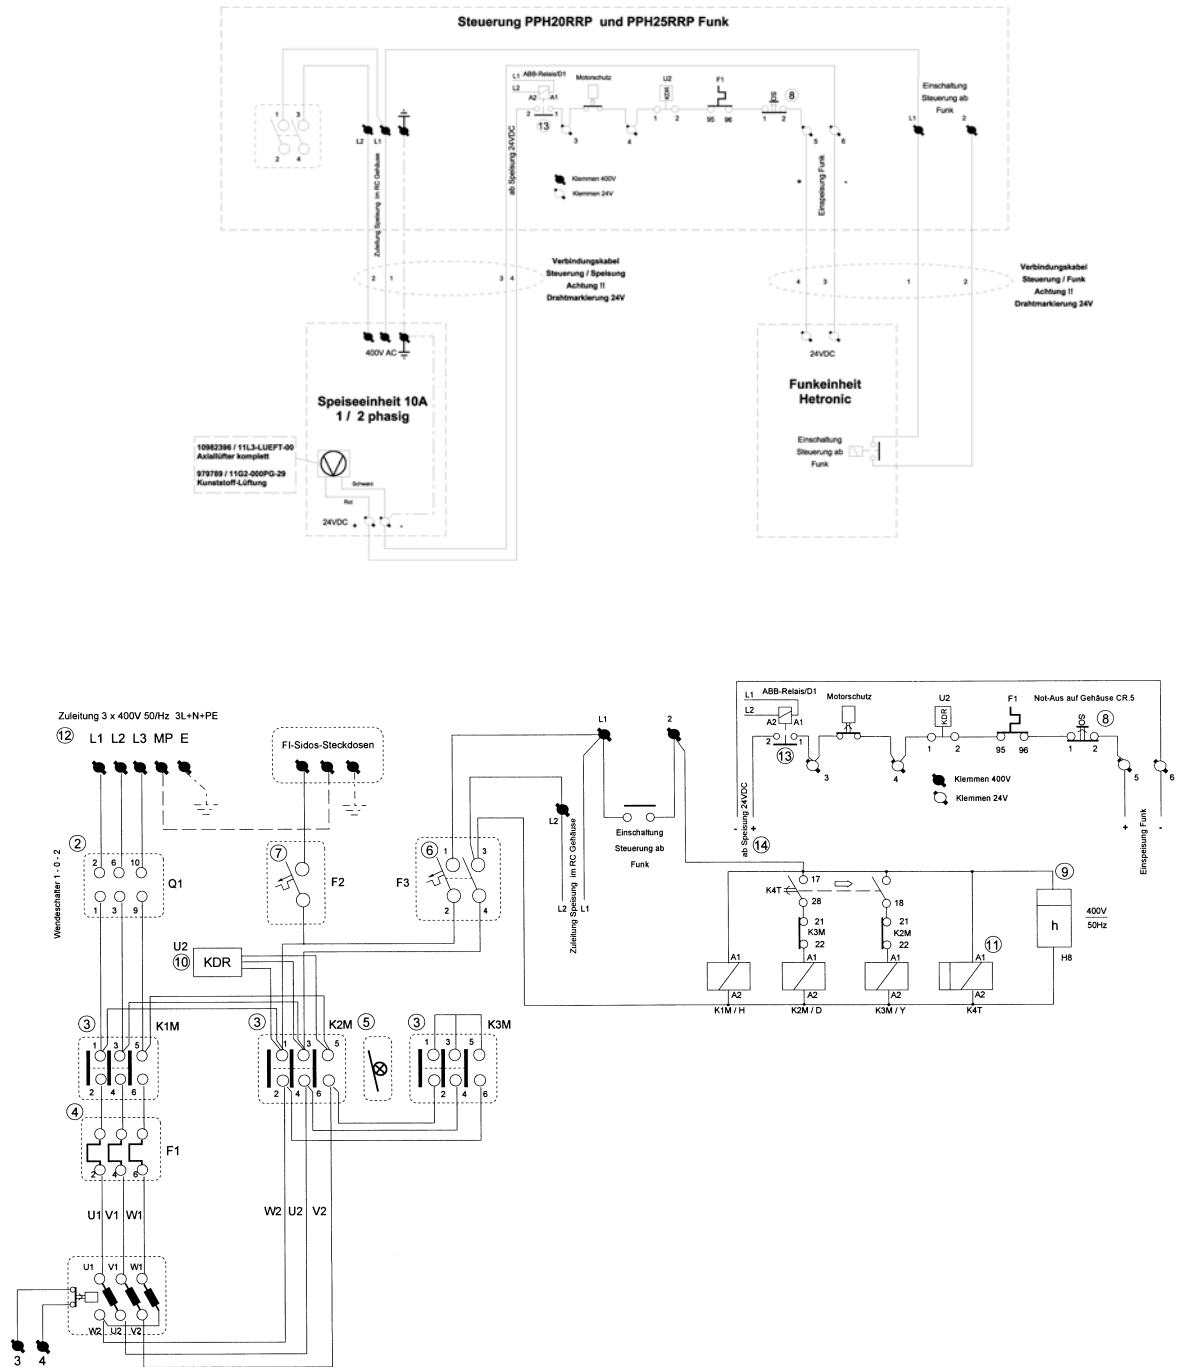 Steuerung PPH20RRP und PPH25RRP Funk
L1 ABB-Relais/D1
L2
A2 A1
2 1
13
Motorschutz
3
4
U2
KDR
1 2
F1
95 96
SO
8
1 2
5
6
Einschaltung
Steuerung ab
Funk
L1
2
1 3
2 4
L2 L1
Zuleitung Speisung im RC Gehäuse
ab Speisung 24VDC
Klemmen 400V
Klemmen 24V
+ -
Einspeisung Funk
2 1
3 4
Verbindungskabel
Steuerung / Speisung
Achtung !!
Drahtmarkierung 24V
4 3
1
2
Verbindungskabel
Steuerung / Funk
Achtung !!
Drahtmarkierung 24V
400V AC
Speiseeinheit 10A
1 / 2 phasig
10982396 / 11L3-LUEFT-00
Axiallüfter komplett
979789 / 11G2-000PG-29
Kunststoff-Lüftung
Schwarz
Rot
24VDC + -
24VDC
Funkeinheit
Hetronic
Einschaltung
Steuerung ab
Funk
Zuleitung 3 x 400V 50/Hz 3L+N+PE
12 L1 L2 L3 MP E
FI-Sidos-Steckdosen
2
2 6 10
Q1
1 3 9
Wendeschalter 1 - 0 - 2
7
F2
6
1 3
F3
2 4
L2
L1
2
Einschaltung
Steuerung ab
Funk
L2 L1
Zuleitung Speisung im RC Gehäuse
L1 ABB-Relais/D1
L2
A2 A1
2 1
13
Motorschutz
3
4
U2
KDR
1 2
F1
95 96
Not-Aus auf Gehäuse CR.5
SO
8
1 2
5
6
Klemmen 400V
Klemmen 24V
- +
ab Speisung 24VDC
14
+ -
Einspeisung Funk
K4T
17
28
18
21
K3M
22
21
K2M
22
9
h
400V
50Hz
H8
11
A1 A1 A1 A1
A2 A2 A2 A2
K1M / H K2M / D K3M / Y K4T
U2
10 KDR
3 K1M
1 3 5
2 4 6
3 K2M
1 3 5
2 4 6
5
3 K3M
1 3 5
2 4 6
4
F1
2 4 6
U1 V1 W1
W2 U2 V2
U1 V1 W1
W2 U2 V2
3 4